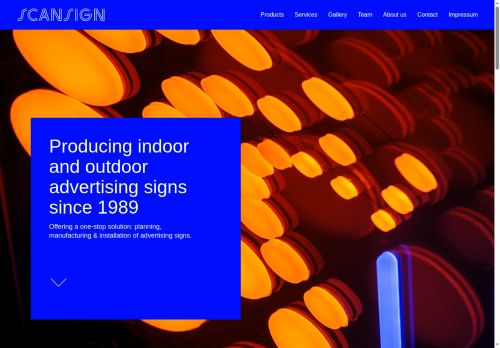 SCANSIGN
Products Services Gallery Team About us Contact Impressum
Producing indoor
and outdoor
advertising signs
since 1989
Offering a one-stop solution: planning,
manufacturing & installation of advertising signs.